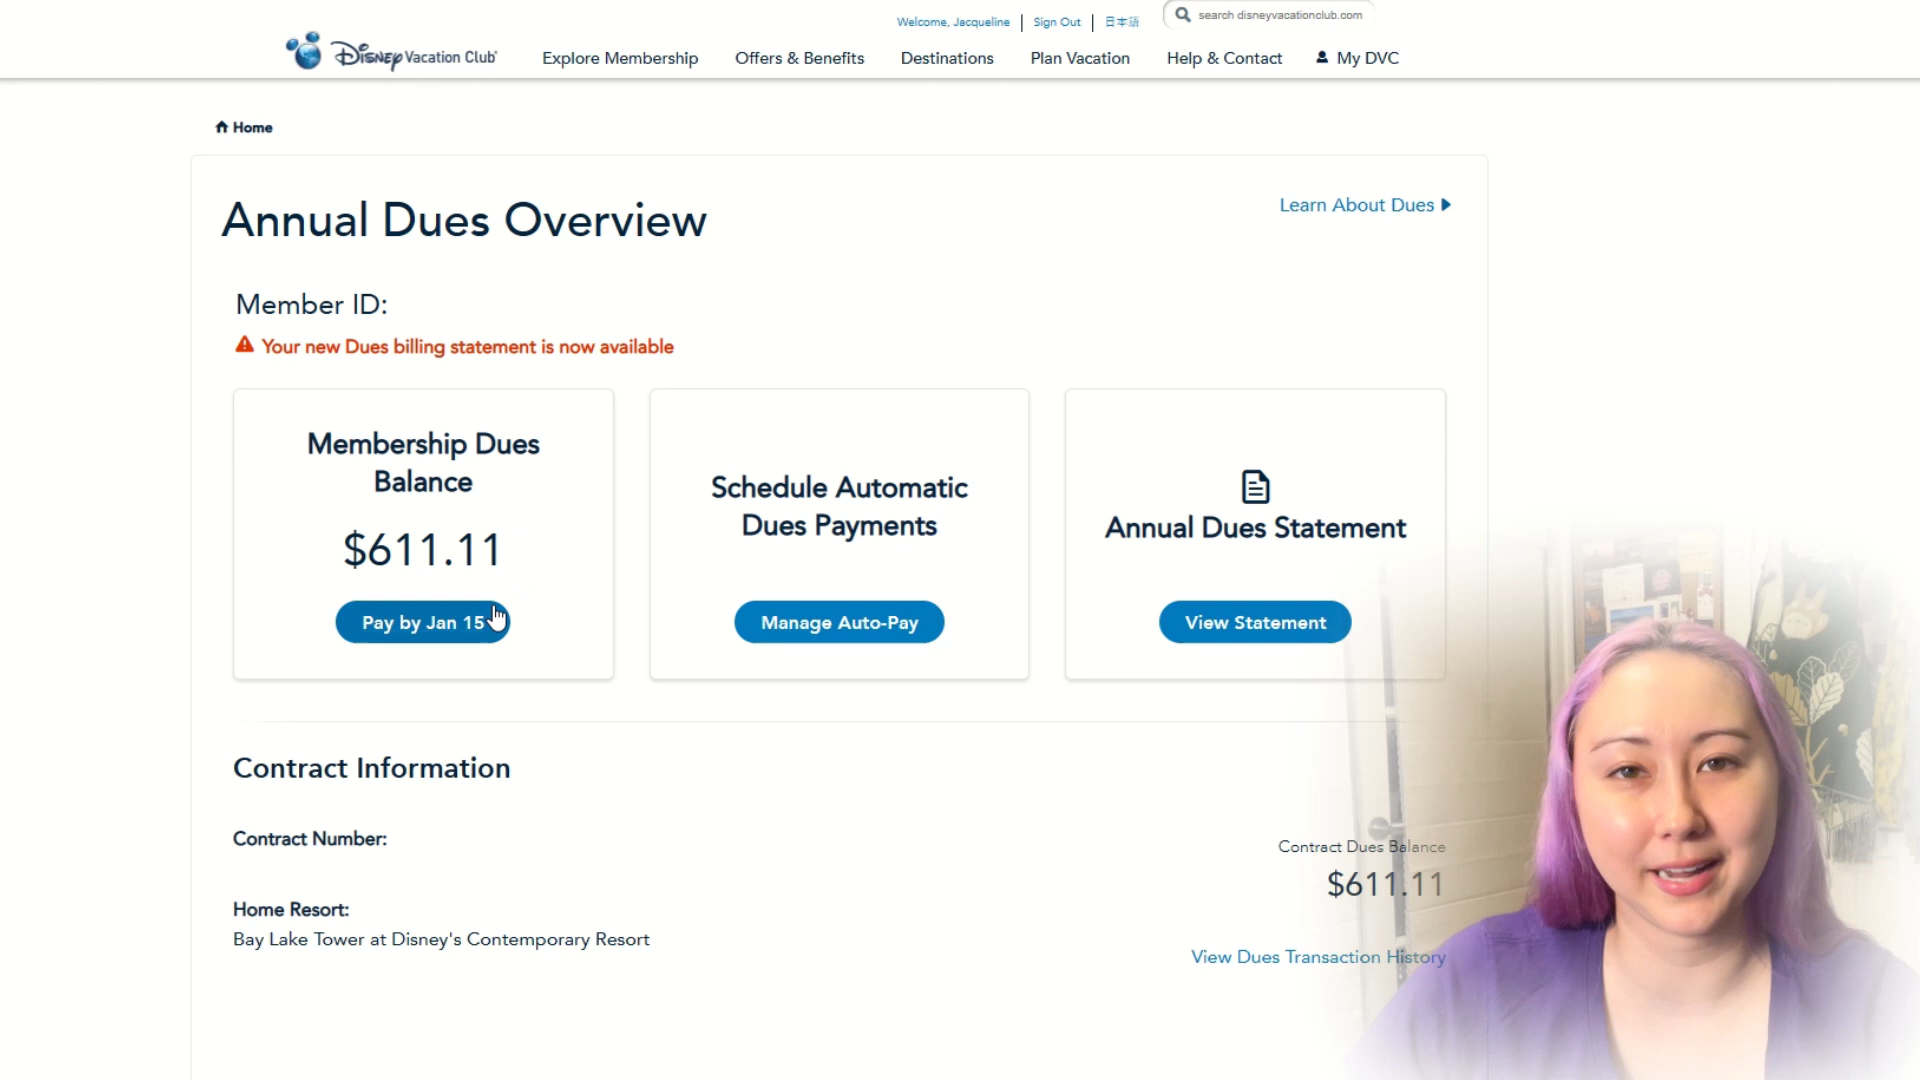 Welcome, Jacqueline
Sign Out
日本語
search disneyvacationclub.com
Disney Vacation Club
Explore Membership
Offers & Benefits
Destinations
Plan Vacation
Help & Contact
My DVC
Home
Annual Dues Overview
Learn About Dues
Member ID:
Your new Dues billing statement is now available
Membership Dues
Balance
$611.11
Pay by Jan 15
Schedule Automatic
Dues Payments
Manage Auto-Pay
Annual Dues Statement
View Statement
Contract Information
Contract Number:
Contract Dues Balance
$611.11
Home Resort:
Bay Lake Tower at Disney's Contemporary Resort
View Dues Transaction History